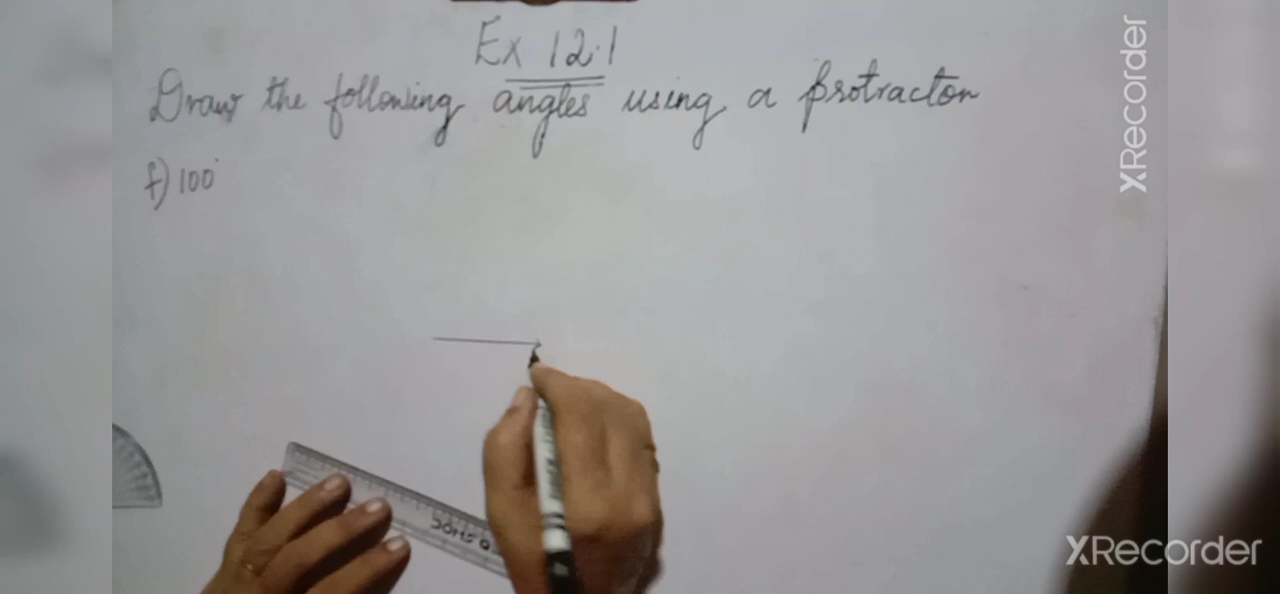 Ex 12.1
Draw the following angles using a protractor
f) 100°
XRecorder
XRecorder